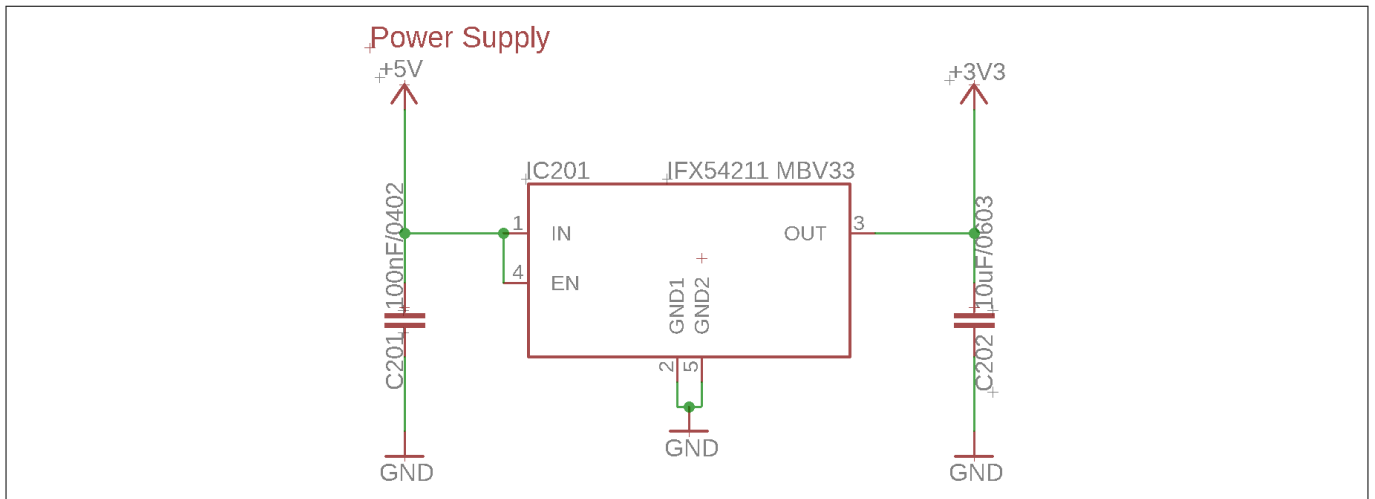 Power Supply
+5V
+3V3
IC201
IFX54211 MBV33
100nF/0402
C201
1
IN
4
EN
GND1
GND2
OUT
3
2
5
10uF/0603
C202
GND
GND
GND